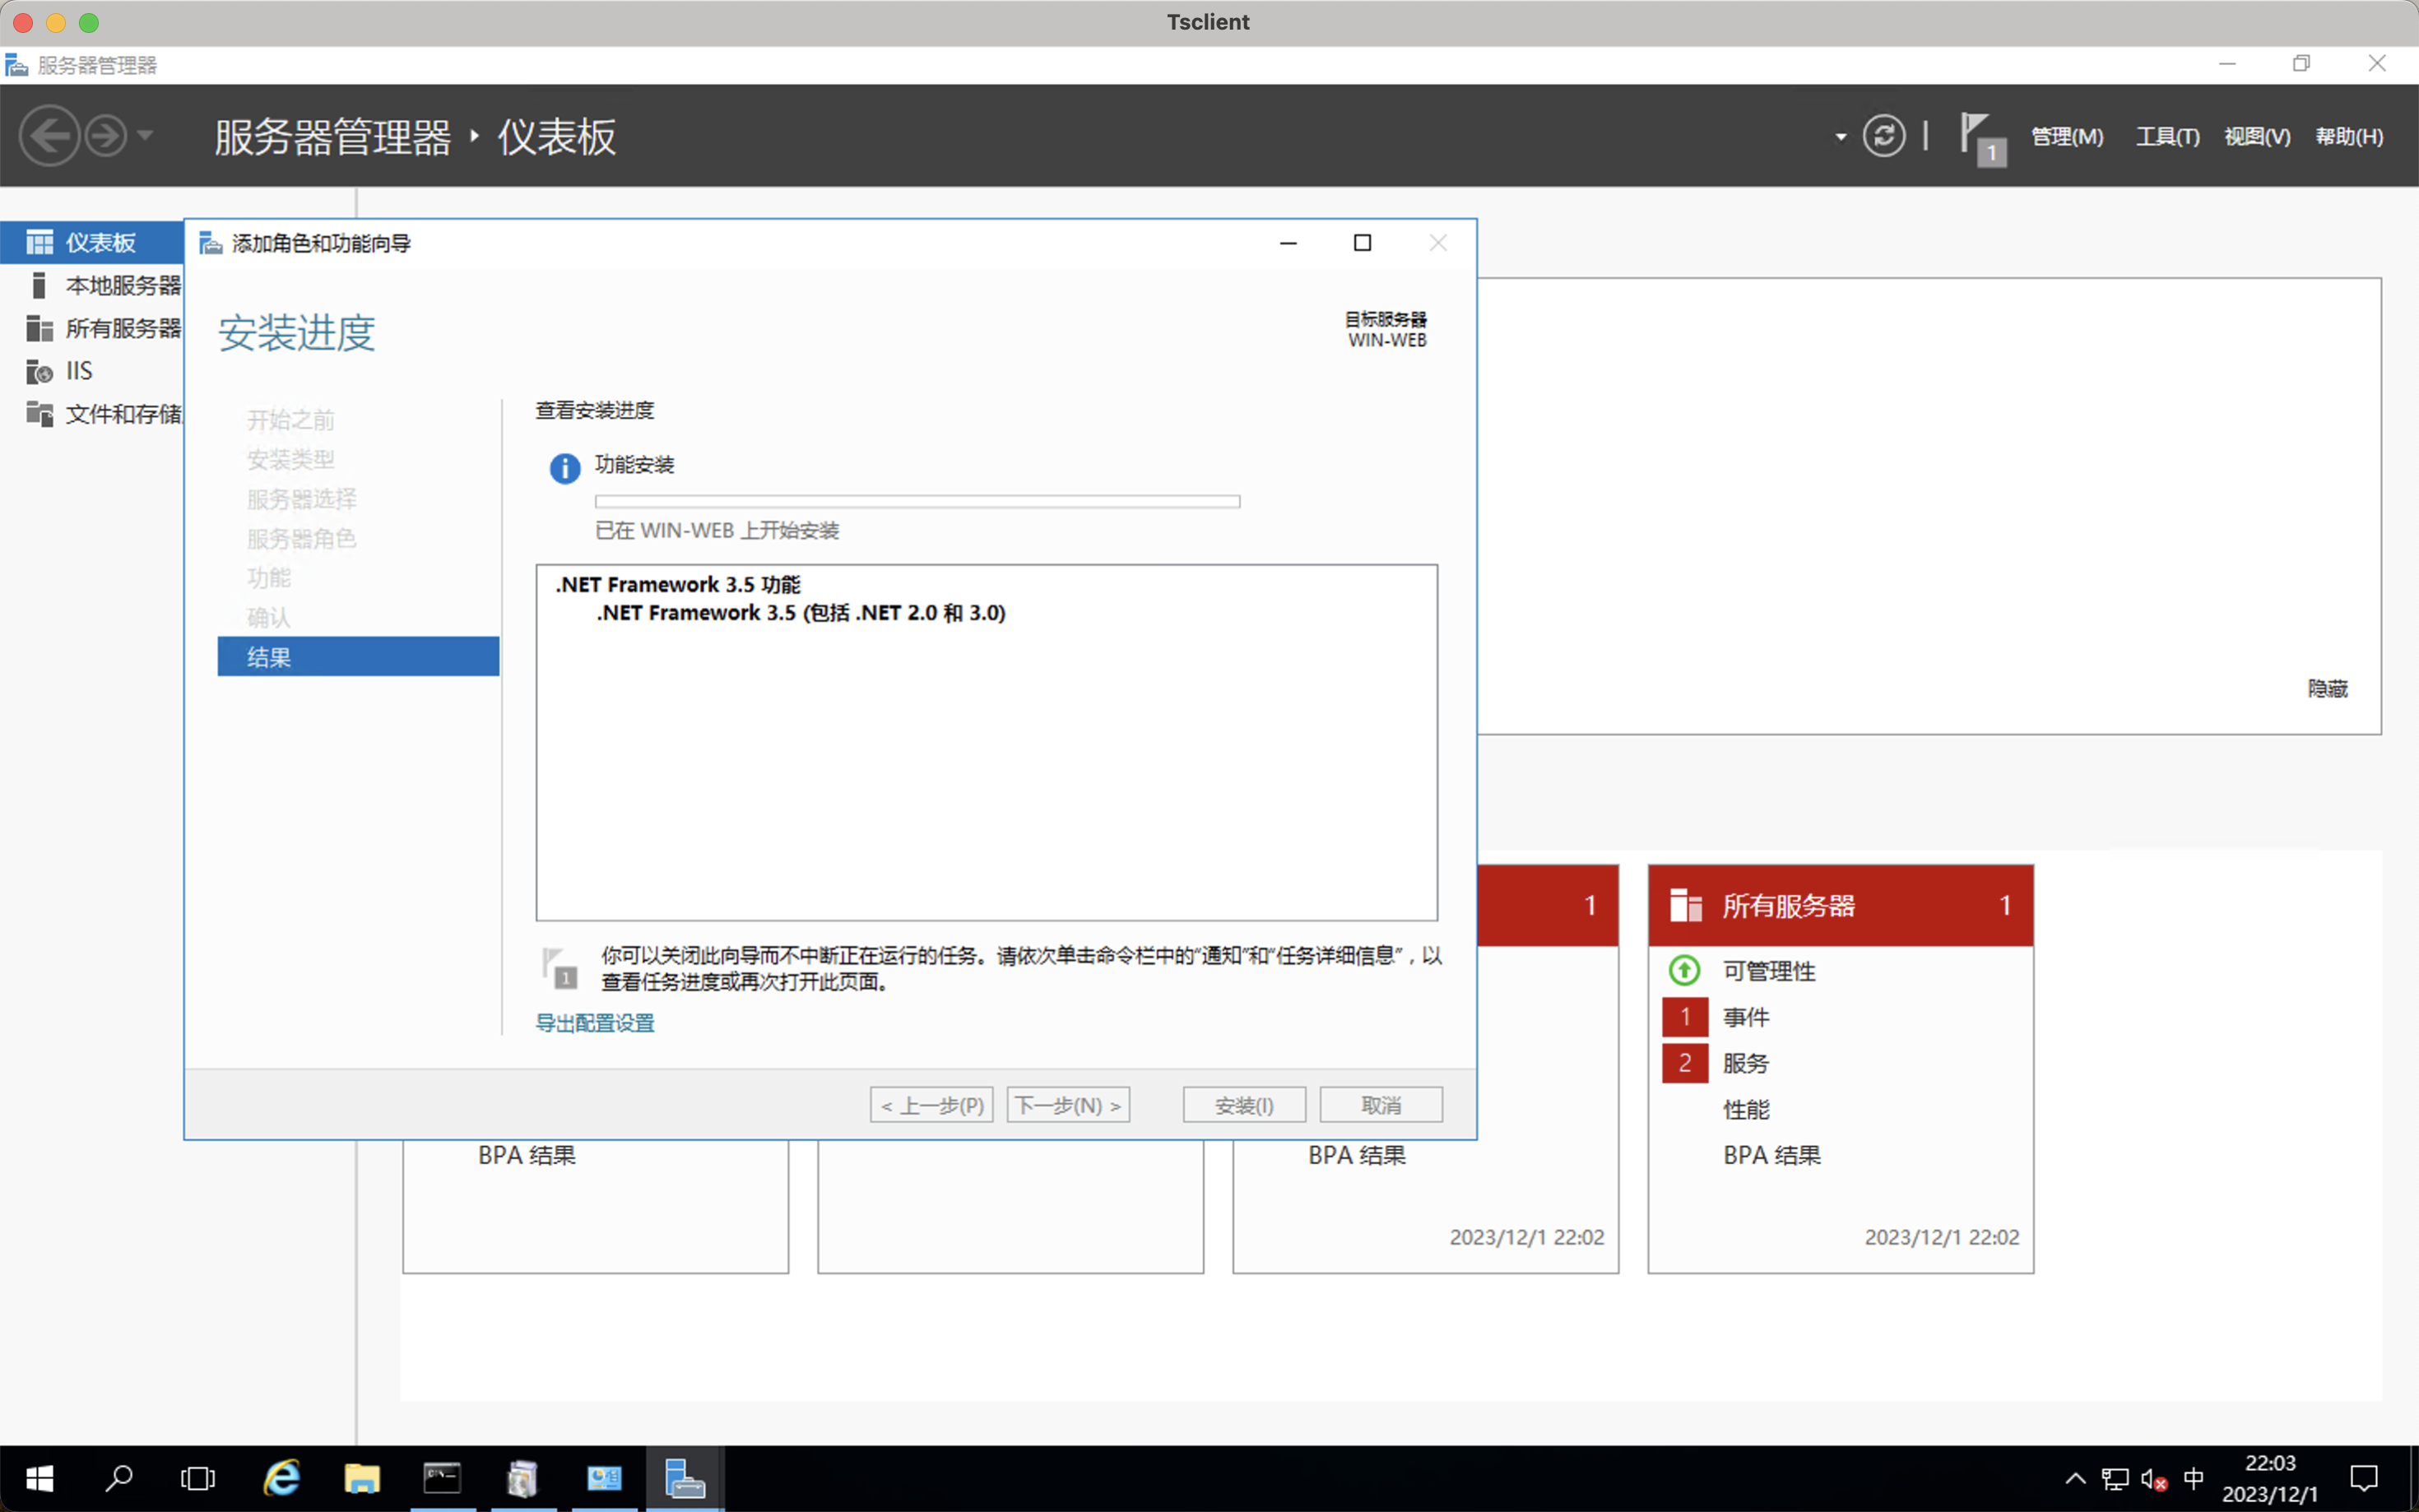 Tsclient
服务器管理器
服务器管理器 ‣ 仪表板
1
管理(M)
工具(T)
视图(V)
帮助(H)
仪表板
本地服务器
所有服务器
IIS
文件和存储
添加角色和功能向导
安装进度
目标服务器
WIN-WEB
开始之前
安装类型
服务器选择
服务器角色
功能
确认
结果
查看安装进度
功能安装
已在 WIN-WEB 上开始安装
.NET Framework 3.5 功能
.NET Framework 3.5 (包括 .NET 2.0 和 3.0)
1
你可以关闭此向导而不中断正在运行的任务。请依次单击命令栏中的“通知”和“任务详细信息”，以
查看任务进度或再次打开此页面。
导出配置设置
< 上一步(P)
下一步(N) >
安装(I)
取消
隐藏
1
所有服务器 1
可管理性
1 事件
2 服务
性能
BPA 结果
BPA 结果
BPA 结果
2023/12/1 22:02
2023/12/1 22:02
中
22:03
2023/12/1